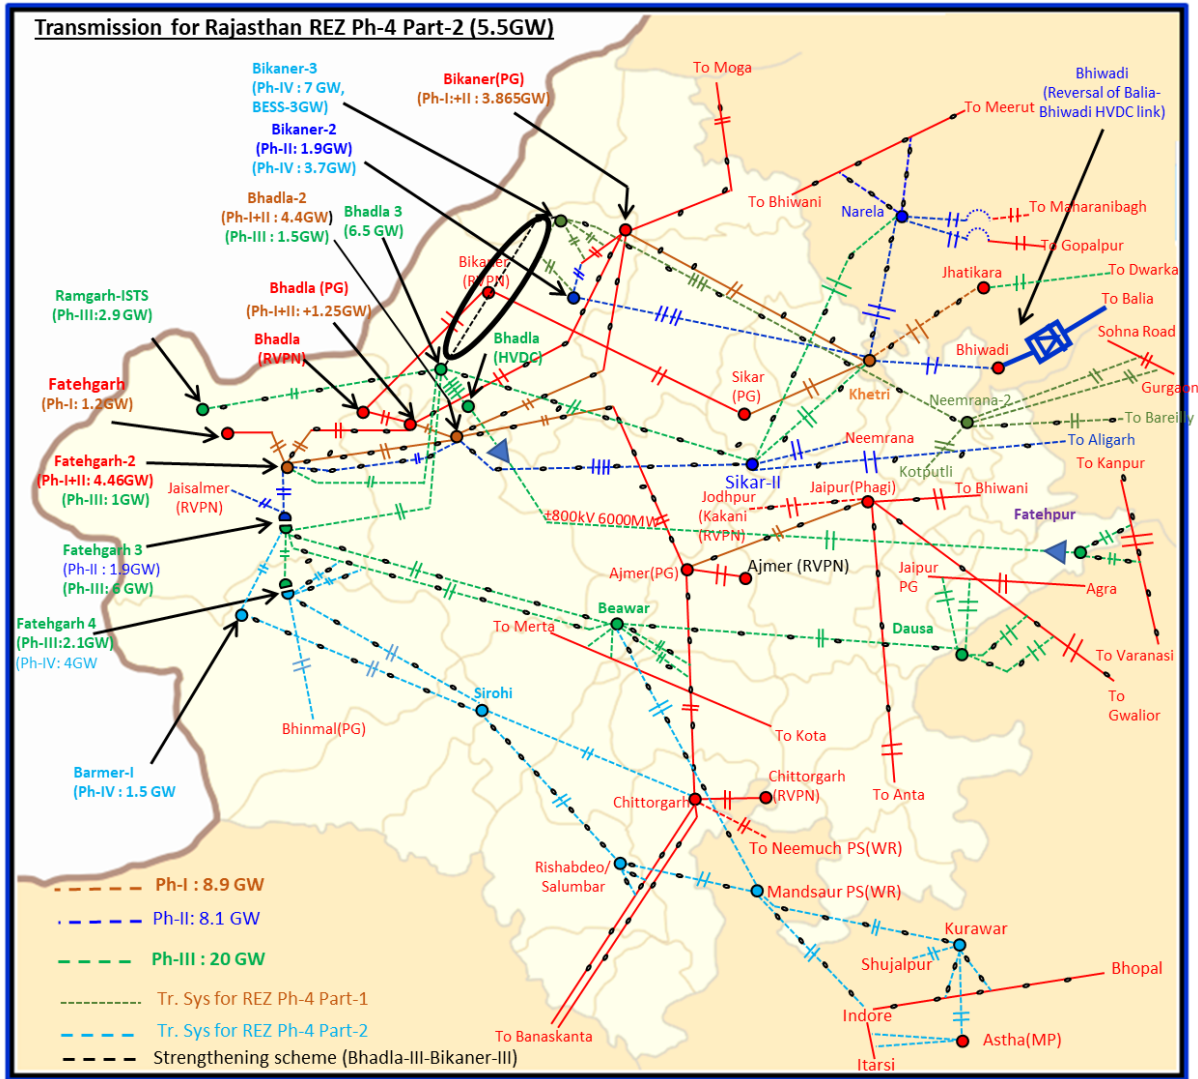 Transmission for Rajasthan REZ Ph-4 Part-2 (5.5GW)
Bikaner-3
(Ph-IV : 7 GW,
BESS-3GW)
Bikaner(PG)
(Ph-I:+II : 3.865GW)
To Moga
Bhiwadi
(Reversal of Balia-
Bhiwadi HVDC link)
To Meerut
Bikaner-2
(Ph-II: 1.9GW)
(Ph-IV : 3.7GW)
Bhadla-2
(Ph-I+II : 4.4GW)
(Ph-III : 1.5GW)
Bhadla 3
(6.5 GW)
To Bhiwani
Narela
To Maharanibagh
To Gopalpur
Bikaner
(RVPN)
Jhatikara
To Dwarka
Ramgarh-ISTS
(Ph-III:2.9 GW)
Bhadla (PG)
(Ph-I+II: +1.25GW)
To Balia
Bhadla
(RVPN)
Bhadla
(HVDC)
Sohna Road
Bhiwadi
Fatehgarh
(Ph-I: 1.2GW)
Sikar
(PG)
Khetri
Gurgaon
Neemrana-2
To Bareilly
Neemrana
To Aligarh
Fatehgarh-2
(Ph-I+II: 4.46GW)
(Ph-III: 1GW)
Kotputli
To Kanpur
Jaisalmer
(RVPN)
Sikar-II
Jodhpur
(Kakani
(RVPN)
Jaipur(Phagi)
To Bhiwani
±800kV 6000MW
Fatehpur
Fatehgarh 3
(Ph-II : 1.9GW)
(Ph-III: 6 GW)
Ajmer(PG)
Ajmer (RVPN)
Jaipur
PG
Agra
Fatehgarh 4
(Ph-III:2.1GW)
(Ph-IV: 4GW
Beawar
To Merta
Dausa
To Varanasi
Sirohi
To
Gwalior
Bhinmal(PG)
To Kota
Barmer-I
(Ph-IV : 1.5 GW
Chittorgarh
Chittorgarh
(RVPN)
To Anta
To Neemuch PS(WR)
Rishabdeo/
Salumbar
Mandsaur PS(WR)
Ph-I : 8.9 GW
Ph-II: 8.1 GW
Ph-III : 20 GW
Tr. Sys for REZ Ph-4 Part-1
Tr. Sys for REZ Ph-4 Part-2
Strengthening scheme (Bhadla-III-Bikaner-III)
Kurawar
Shujalpur
Bhopal
Indore
To Banaskanta
Astha(MP)
Itarsi